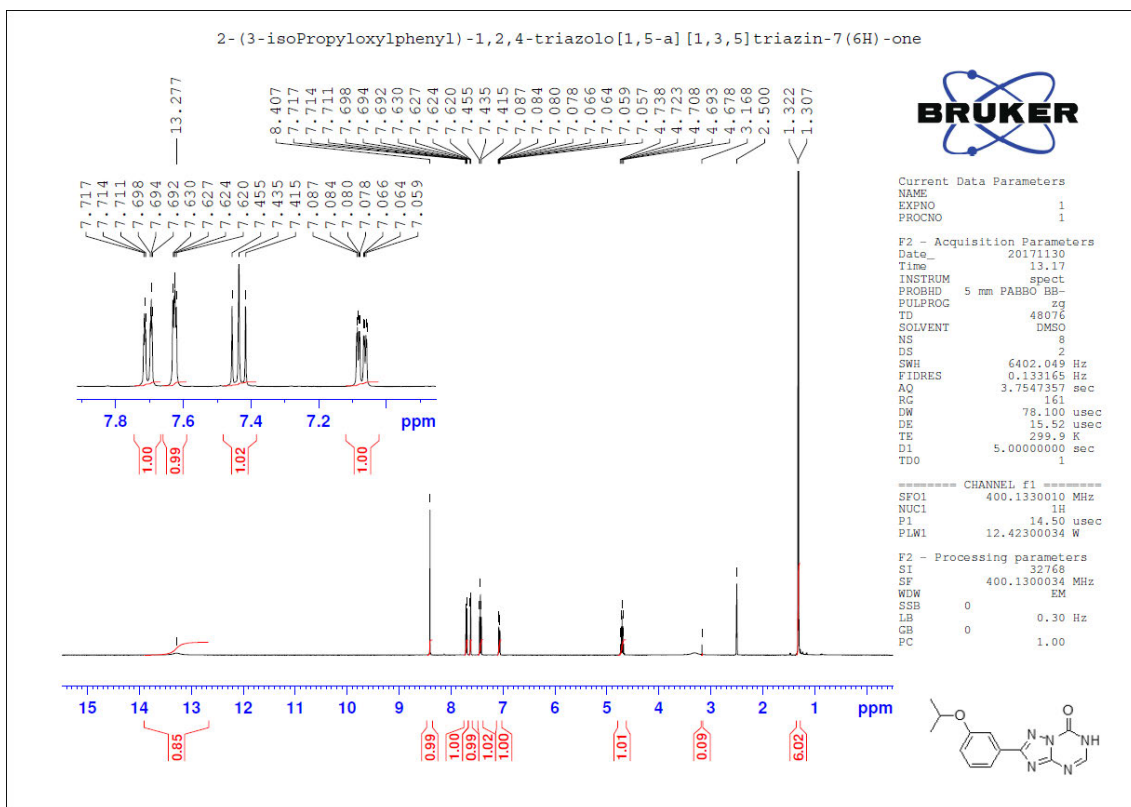 2-(3-isoPropyloxylphenyl)-1,2,4-triazolo[1,5-a][1,3,5]triazin-7(6H)-one
13.277
8.407
7.717
7.714
7.711
7.698
7.694
7.692
7.630
7.627
7.624
7.620
7.455
7.435
7.415
7.087
7.084
7.080
7.078
7.066
7.064
7.059
7.057
4.738
4.723
4.708
4.693
4.678
3.168
2.500
1.322
1.307
7.717
7.714
7.711
7.698
7.694
7.692
7.630
7.627
7.624
7.620
7.455
7.435
7.415
7.087
7.084
7.080
7.078
7.066
7.064
7.059
7.8 7.6 7.4 7.2 ppm
1.00 0.99 1.02 1.00
15 14 13 12 11 10 9 8 7 6 5 4 3 2 1 ppm
0.85 0.99 1.00 0.99 1.02 1.00 1.01 0.09 6.02
BRUKER
Current Data Parameters
NAME
EXPNO 1
PROCNO 1
F2 - Acquisition Parameters
Date_ 20171130
Time 13.17
INSTRUM spect
PROBHD 5 mm PABBO BB-
PULPROG zg
TD 48076
SOLVENT DMSO
NS 8
DS 2
SWH 6402.049 Hz
FIDRES 0.133165 Hz
AQ 3.7547357 sec
RG 161
DW 78.100 usec
DE 15.52 usec
TE 299.9 K
D1 5.00000000 sec
TD0 1
======== CHANNEL f1 ========
SFO1 400.1330010 MHz
NUC1 1H
P1 14.50 usec
PLW1 12.42300034 W
F2 - Processing parameters
SI 32768
SF 400.1300034 MHz
WDW EM
SSB 0
LB 0.30 Hz
GB 0
PC 1.00
O
O
N
N
NH
N
N